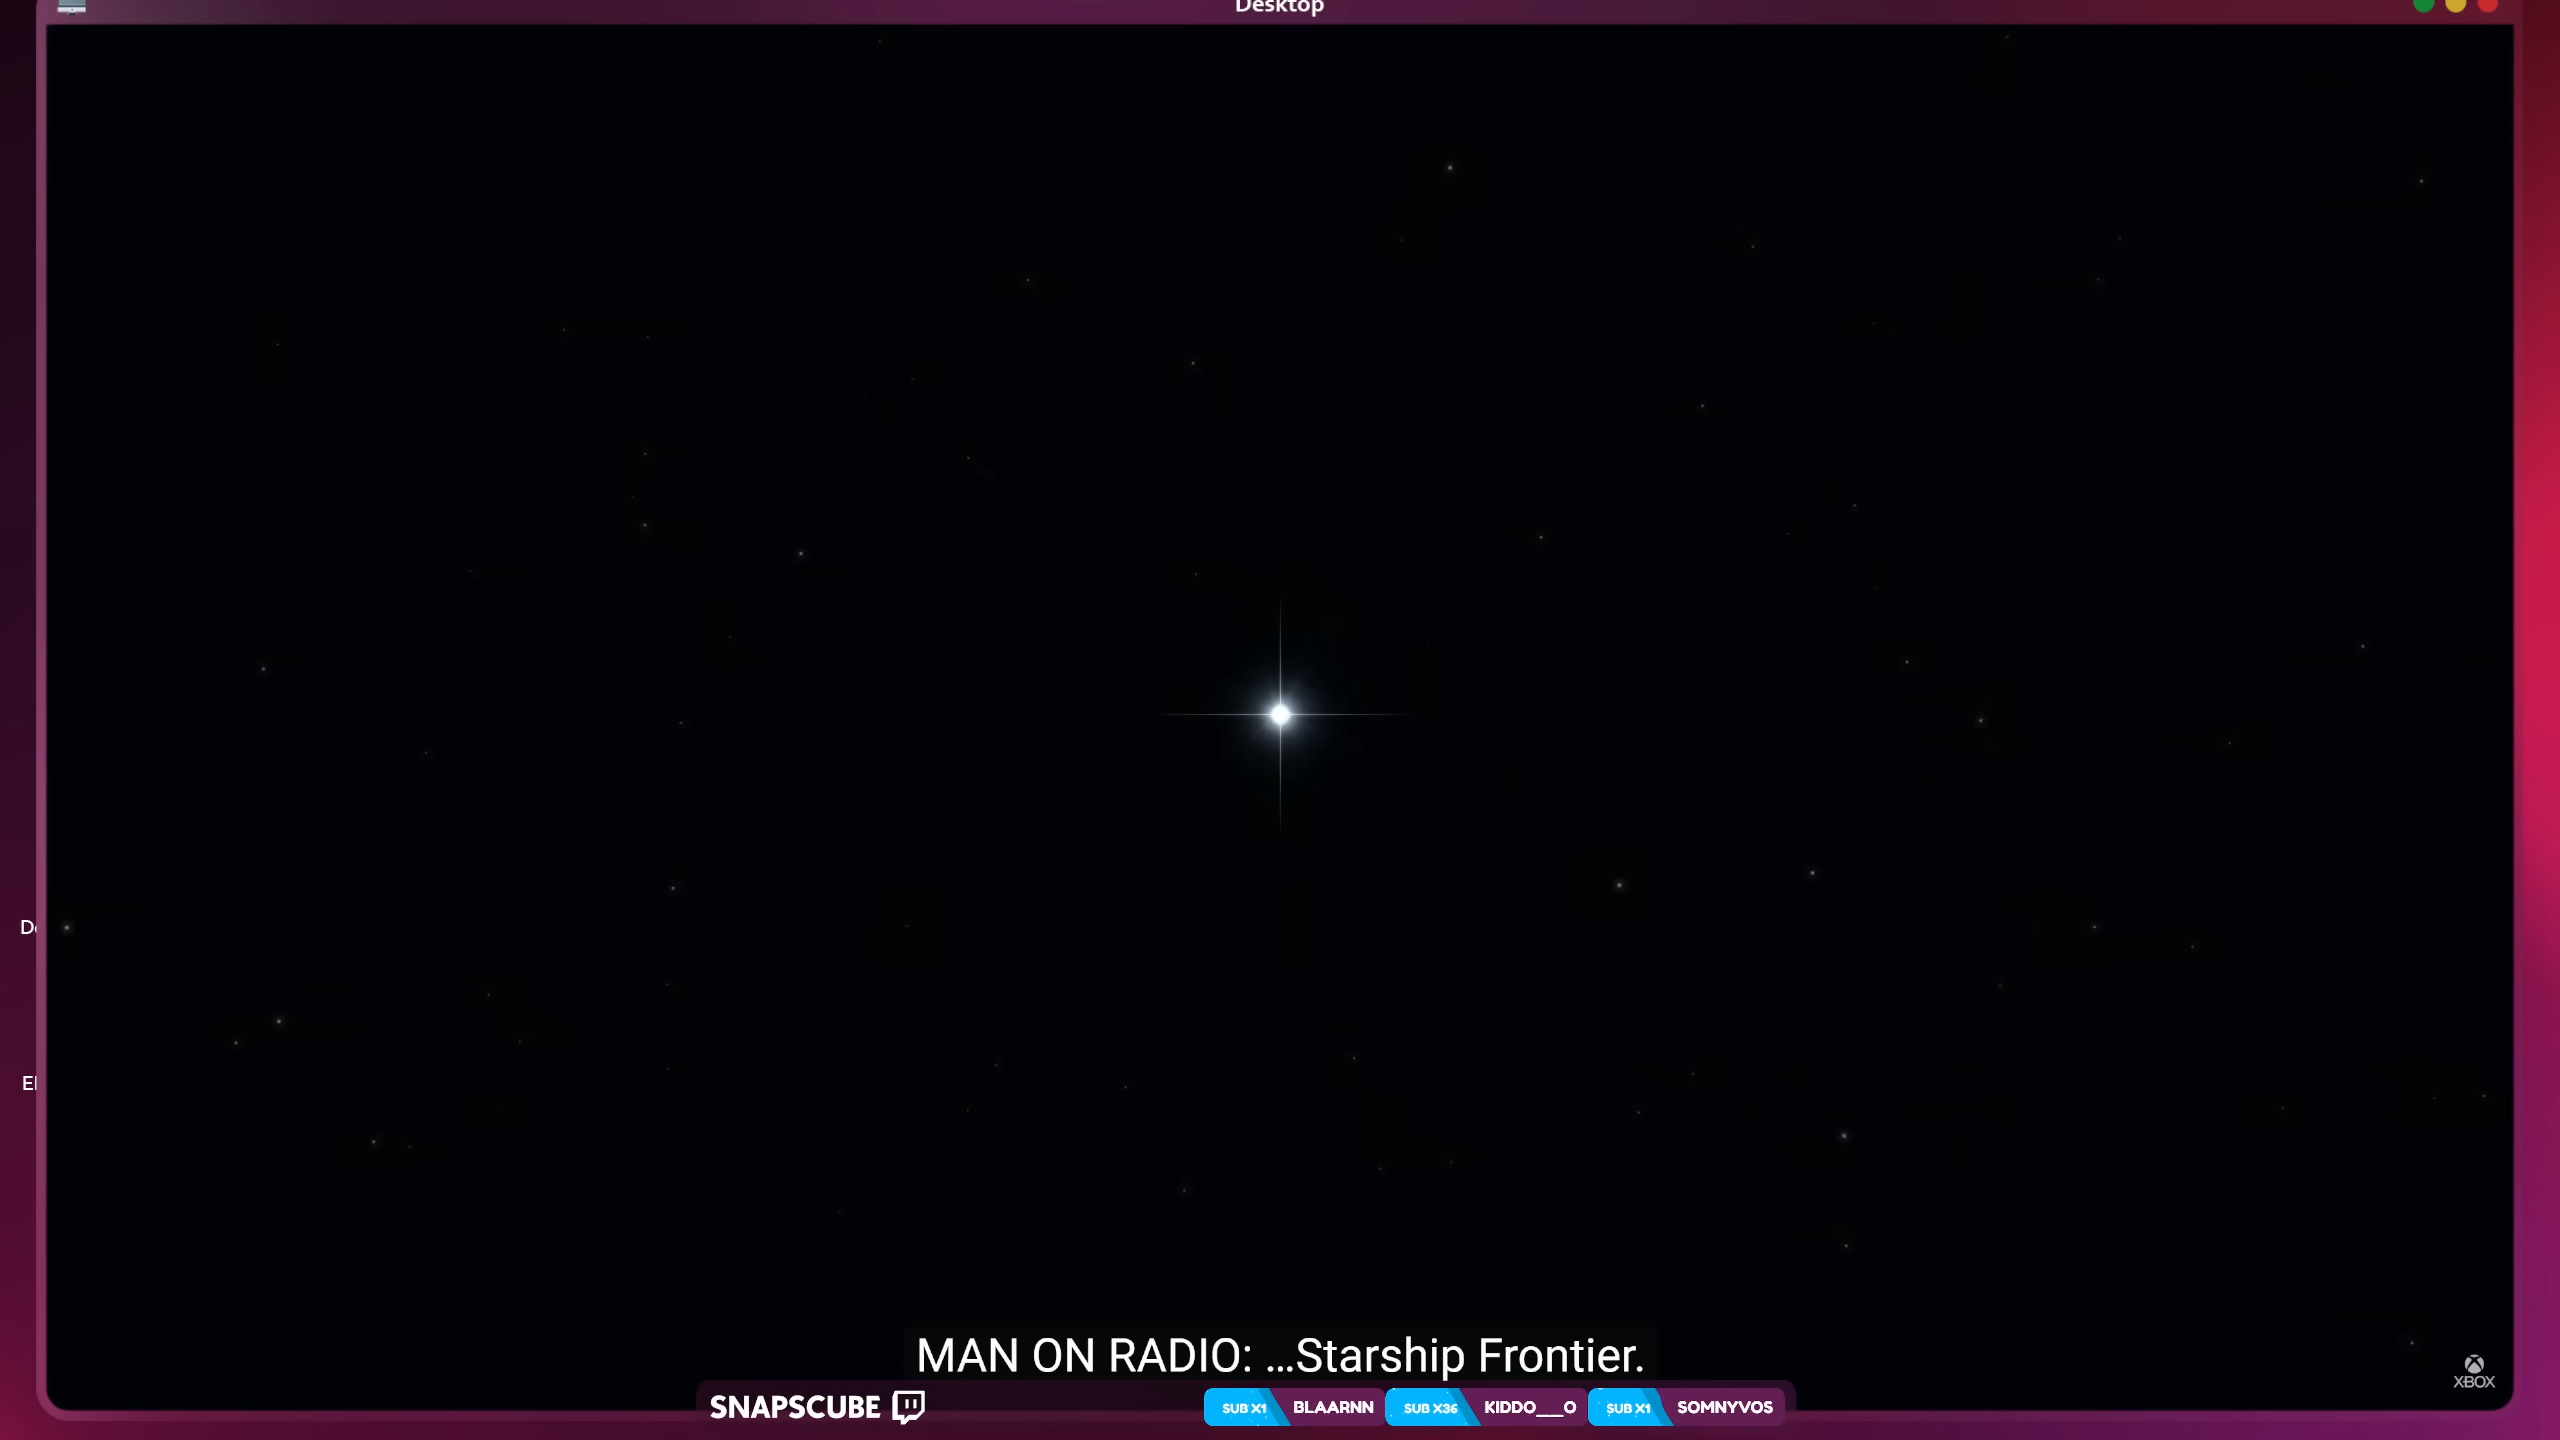 Desktop
MAN ON RADIO: ...Starship Frontier.
XBOX
SNAPSCUBE
SUB X1 BLAARNN SUB X36 KIDDO___O SUB X1 SOMNYVOS